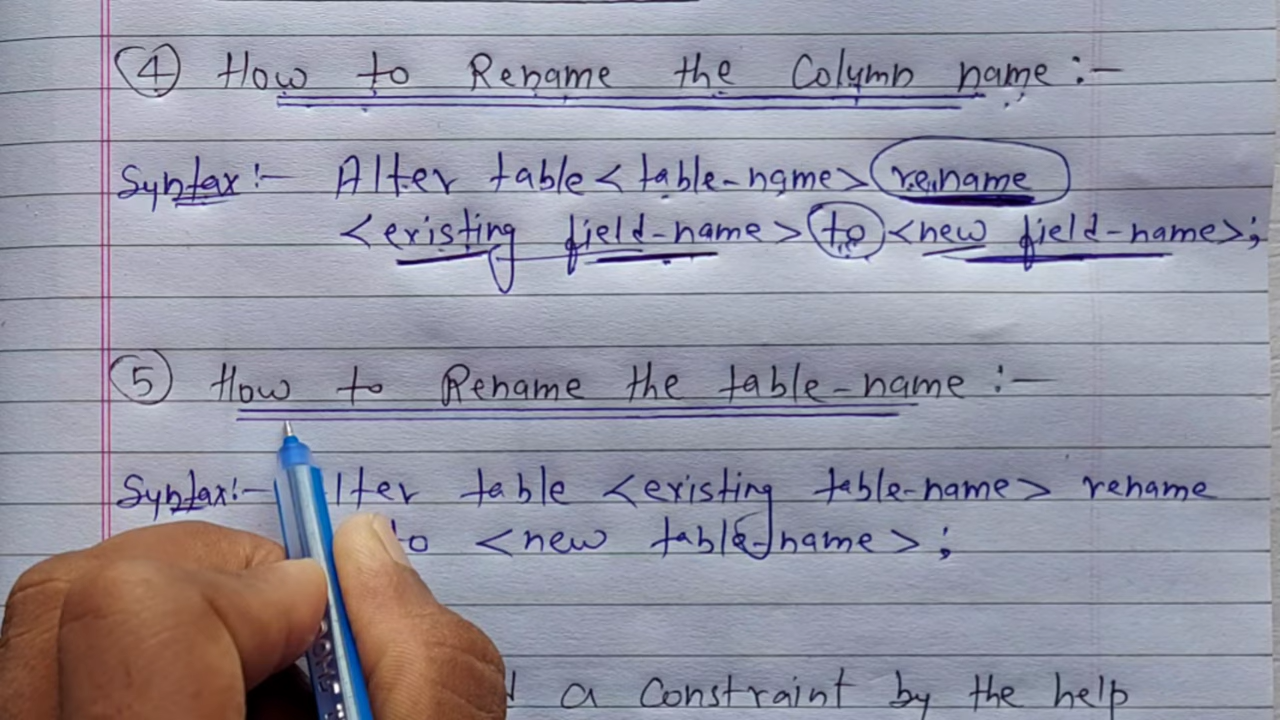 ④ How to Rename the Column name :-
Syntax :- Alter table <table-name> rename
<existing field-name> to <new field-name>;
⑤ How to Rename the table-name :-
Syntax :- Alter table <existing table-name> rename
to <new table-name> ;
a constraint by the help